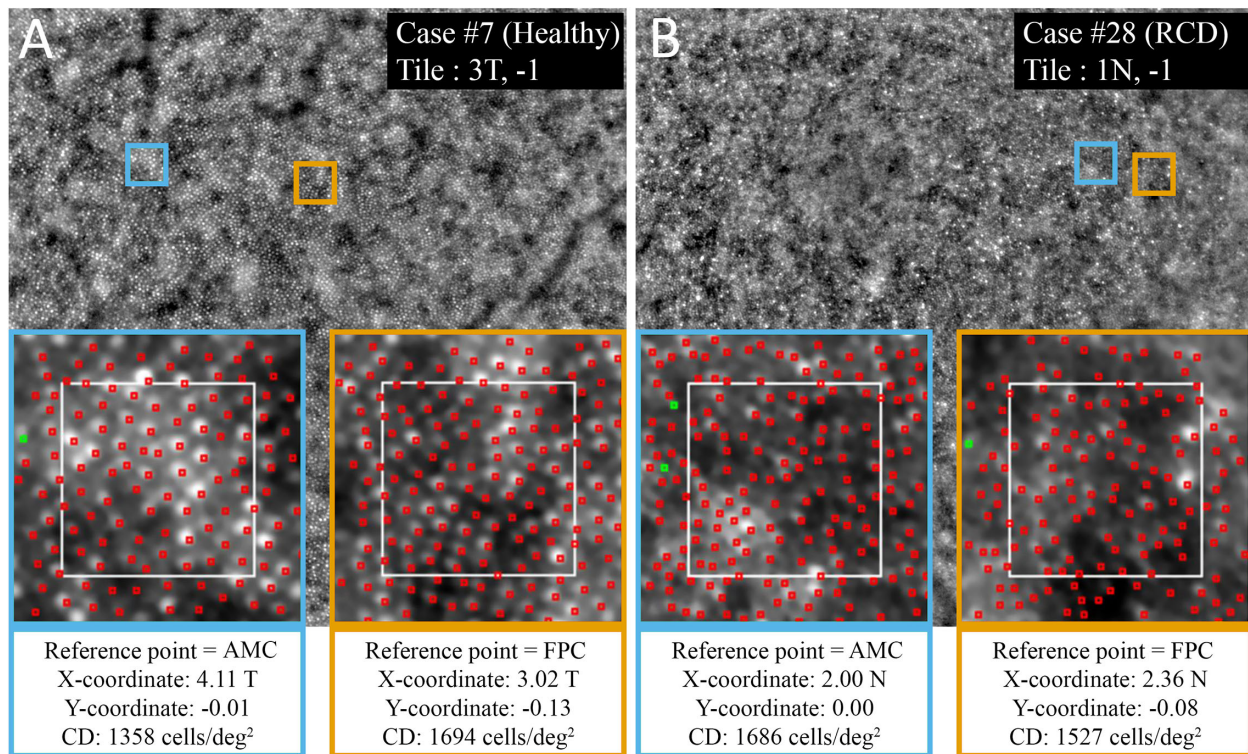 A
Case #7 (Healthy)
Tile : 3T, -1
B
Case #28 (RCD)
Tile : 1N, -1
Reference point = AMC
X-coordinate: 4.11 T
Y-coordinate: -0.01
CD: 1358 cells/deg²
Reference point = FPC
X-coordinate: 3.02 T
Y-coordinate: -0.13
CD: 1694 cells/deg²
Reference point = AMC
X-coordinate: 2.00 N
Y-coordinate: 0.00
CD: 1686 cells/deg²
Reference point = FPC
X-coordinate: 2.36 N
Y-coordinate: -0.08
CD: 1527 cells/deg²